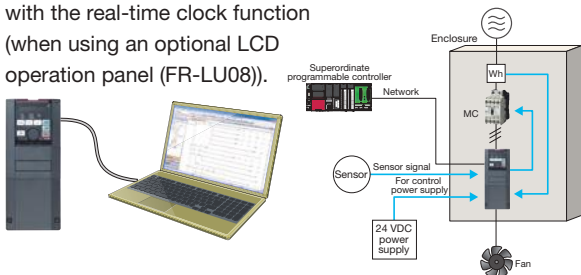 with the real-time clock function
(when using an optional LCD
operation panel (FR-LU08)).
Enclosure
Superordinate
programmable controller
Network
Wh
MC
Sensor
Sensor signal
For control
power supply
24 VDC
power
supply
Fan